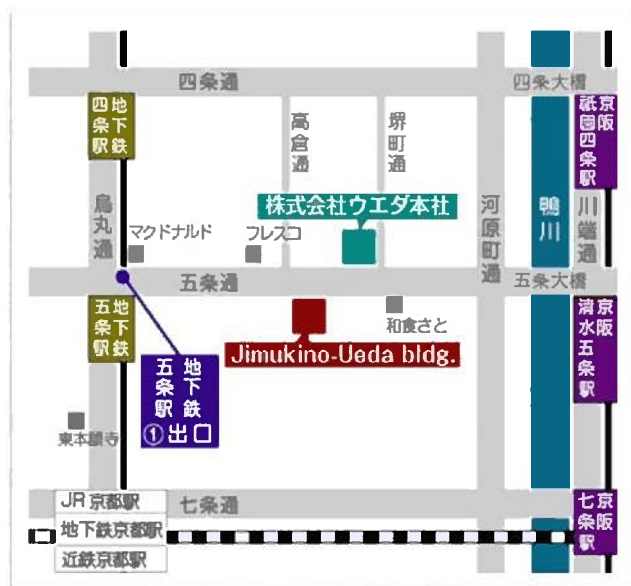 四条通
四条大橋
地下鉄
四条駅
高倉通
堺町通
京阪
祇園四条駅
烏丸通
株式会社ウエダ本社
河原町通
鴨川
川端通
マクドナルド
フレスコ
五条通
五条大橋
地下鉄
五条駅
和食さと
京阪
清水五条駅
Jimukino-Ueda bldg.
地下鉄
五条駅
①出口
東本願寺
JR京都駅
七条通
京阪
七条駅
地下鉄京都駅
近鉄京都駅